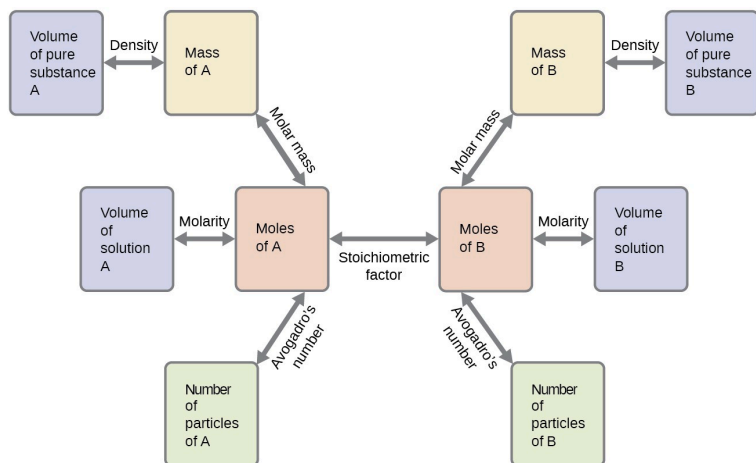 Volume
of pure
substance
A
Density
Mass
of A
Mass
of B
Density
Volume
of pure
substance
B
Molar mass
Molar mass
Volume
of
solution
A
Molarity
Moles
of A
Stoichiometric
factor
Moles
of B
Molarity
Volume
of
solution
B
Avogadro's
number
Avogadro's
number
Number
of
particles
of A
Number
of
particles
of B